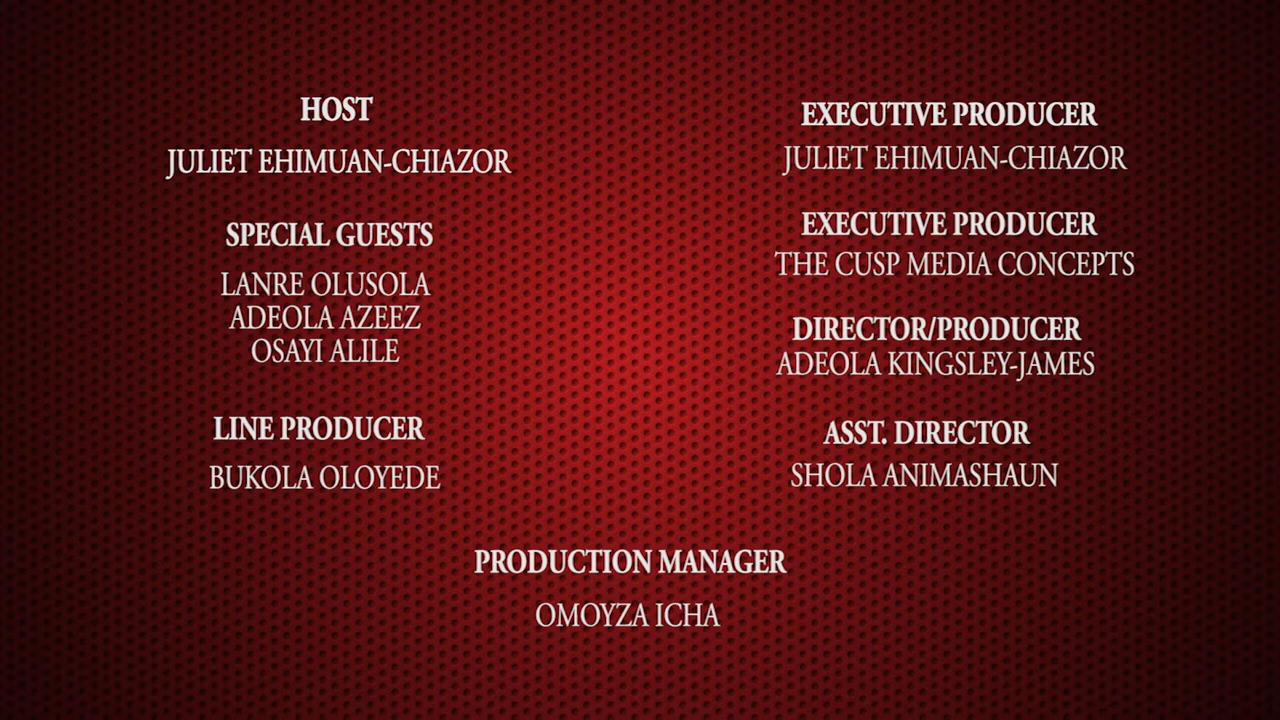 HOST
JULIET EHIMUAN-CHIAZOR
SPECIAL GUESTS
LANRE OLUSOLA
ADEOLA AZEEZ
OSAYI ALILE
LINE PRODUCER
BUKOLA OLOYEDE
EXECUTIVE PRODUCER
JULIET EHIMUAN-CHIAZOR
EXECUTIVE PRODUCER
THE CUSP MEDIA CONCEPTS
DIRECTOR/PRODUCER
ADEOLA KINGSLEY-JAMES
ASST. DIRECTOR
SHOLA ANIMASHAUN
PRODUCTION MANAGER
OMOYZA ICHA